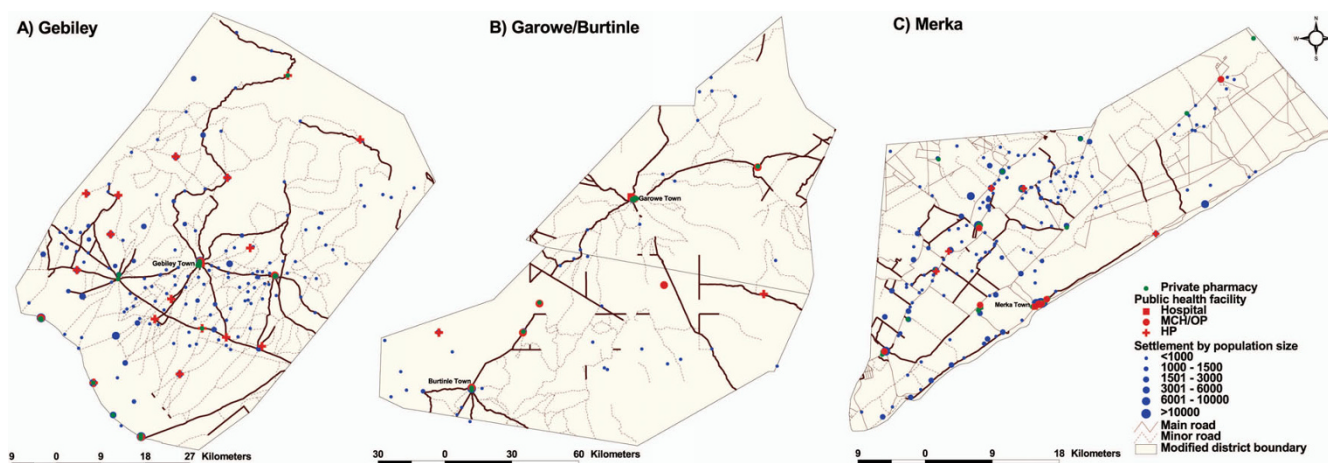 A) Gebiley
B) Garowe/Burtinle
C) Merka
N
W
E
S
Garowe Town
Gebiley Town
Merka Town
Burtinle Town
Private pharmacy
Public health facility
Hospital
MCH/OP
HP
Settlement by population size
<1000
1000 - 1500
1501 - 3000
3001 - 6000
6001 - 10000
>10000
Main road
Minor road
Modified district boundary
9 0 9 18 27 Kilometers
30 0 30 60 Kilometers
9 0 9 18 Kilometers